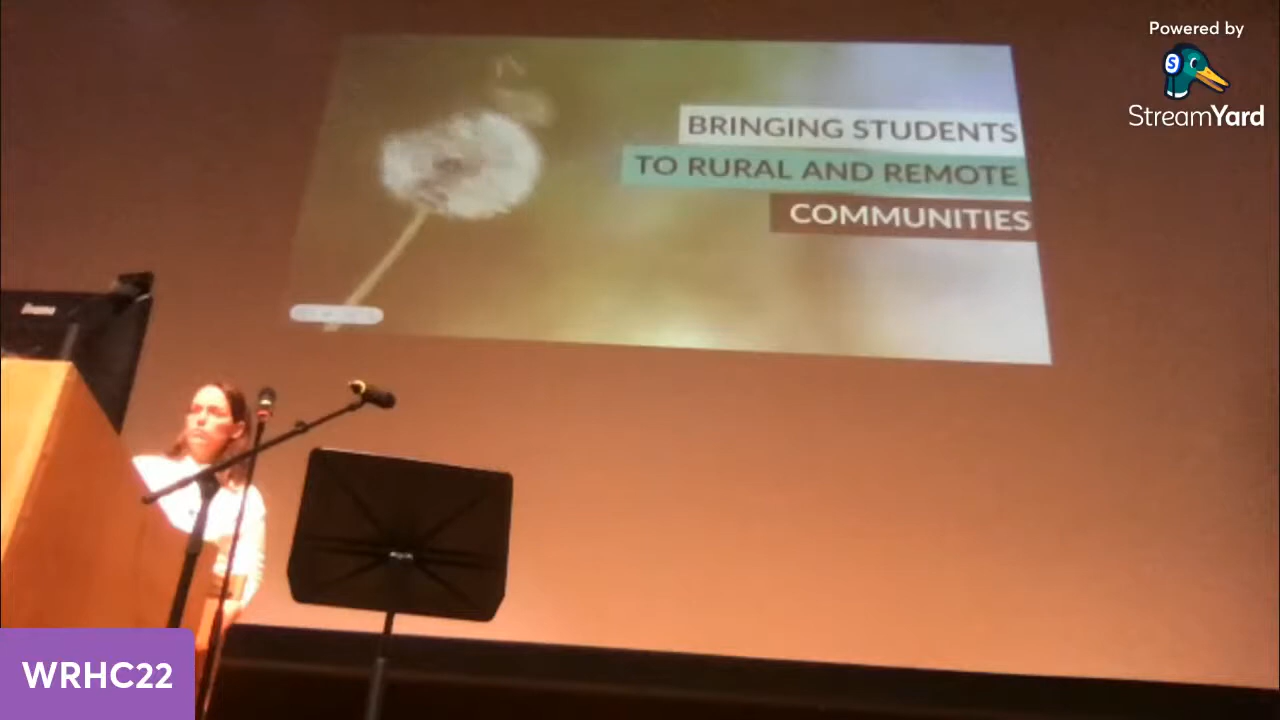 Powered by
S
StreamYard
BRINGING STUDENTS
TO RURAL AND REMOTE
COMMUNITIES
WRHC22